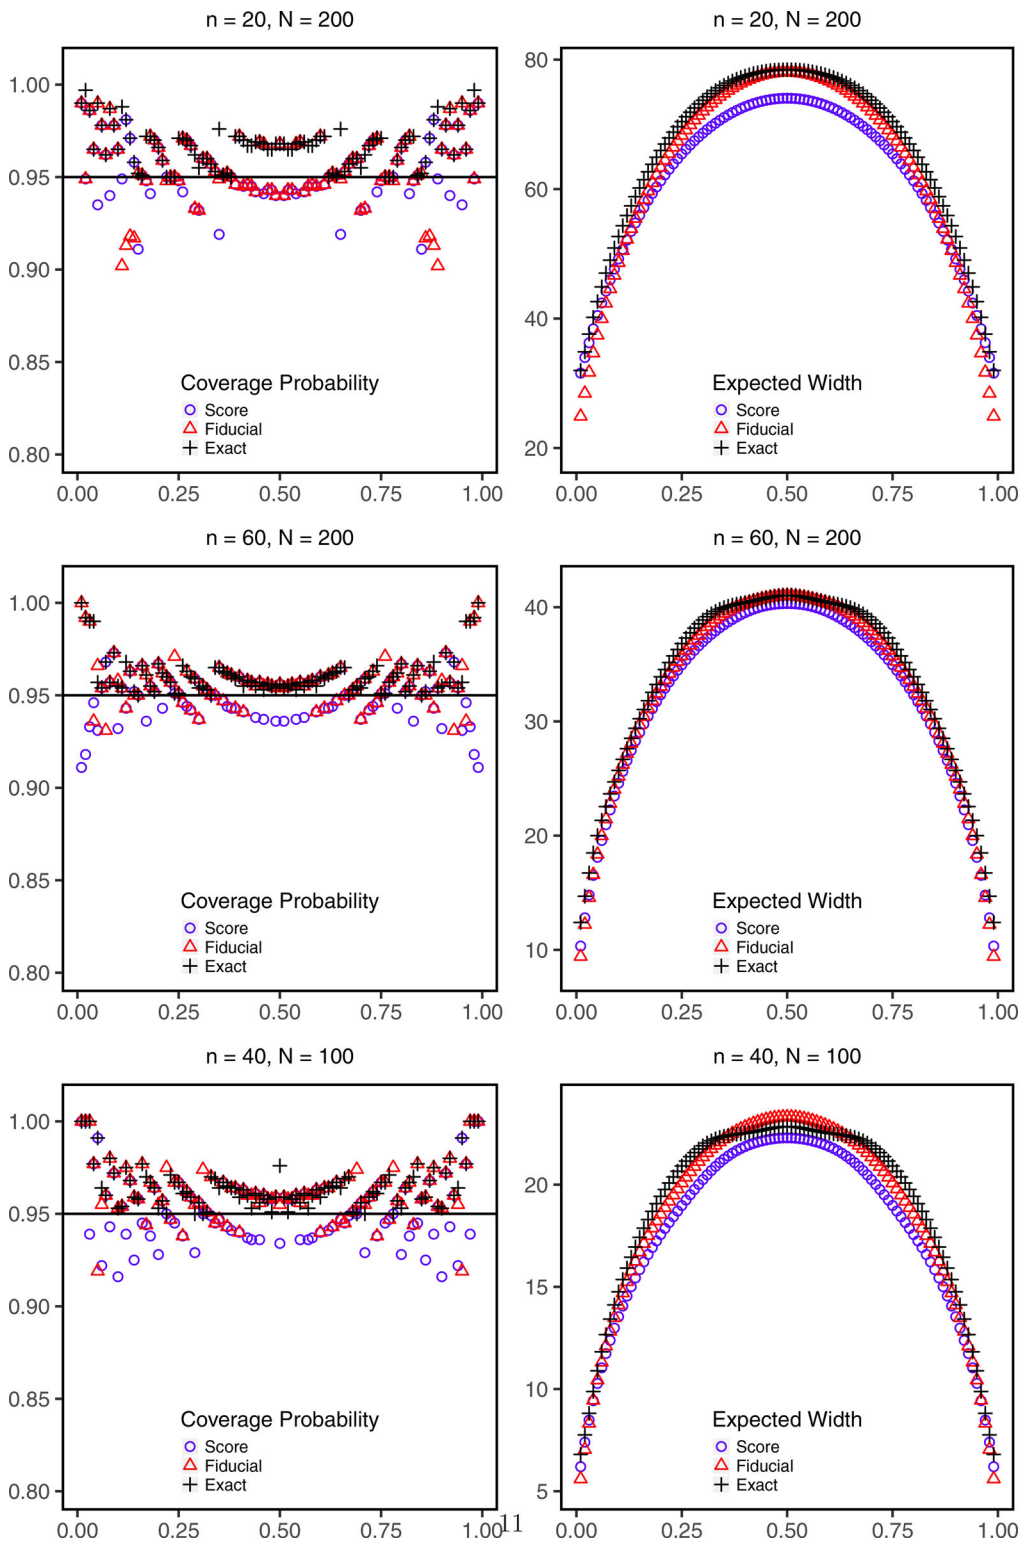 n = 20, N = 200
1.00
0.95
0.90
0.85
0.80
Coverage Probability
Score
Fiducial
Exact
0.00 0.25 0.50 0.75 1.00
n = 20, N = 200
80
60
40
20
Expected Width
Score
Fiducial
Exact
0.00 0.25 0.50 0.75 1.00
n = 60, N = 200
1.00
0.95
0.90
0.85
0.80
Coverage Probability
Score
Fiducial
Exact
0.00 0.25 0.50 0.75 1.00
n = 60, N = 200
40
30
20
10
Expected Width
Score
Fiducial
Exact
0.00 0.25 0.50 0.75 1.00
n = 40, N = 100
1.00
0.95
0.90
0.85
0.80
Coverage Probability
Score
Fiducial
Exact
0.00 0.25 0.50 0.75 1.00
n = 40, N = 100
20
15
10
5
Expected Width
Score
Fiducial
Exact
0.00 0.25 0.50 0.75 1.00
11